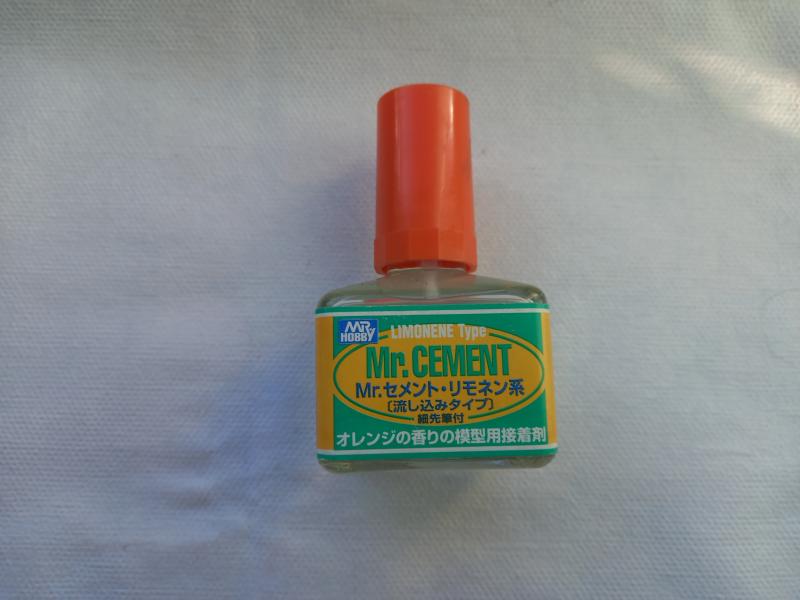 MR. HOBBY
LIMONENE Type
Mr.CEMENT
Mr.セメント・リモネン系
〔流し込みタイプ〕
細先筆付
オレンジの香りの模型用接着剤